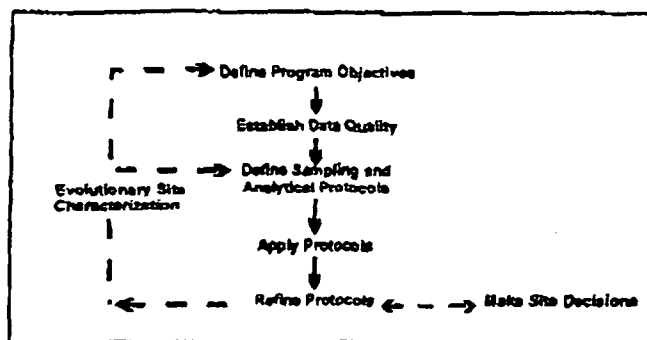 Define Program Objectives
Establish Data Quality
Define Sampling and
Analytical Protocols
Evolutionary Site
Characterization
Apply Protocols
Refine Protocols
Make Site Decisions